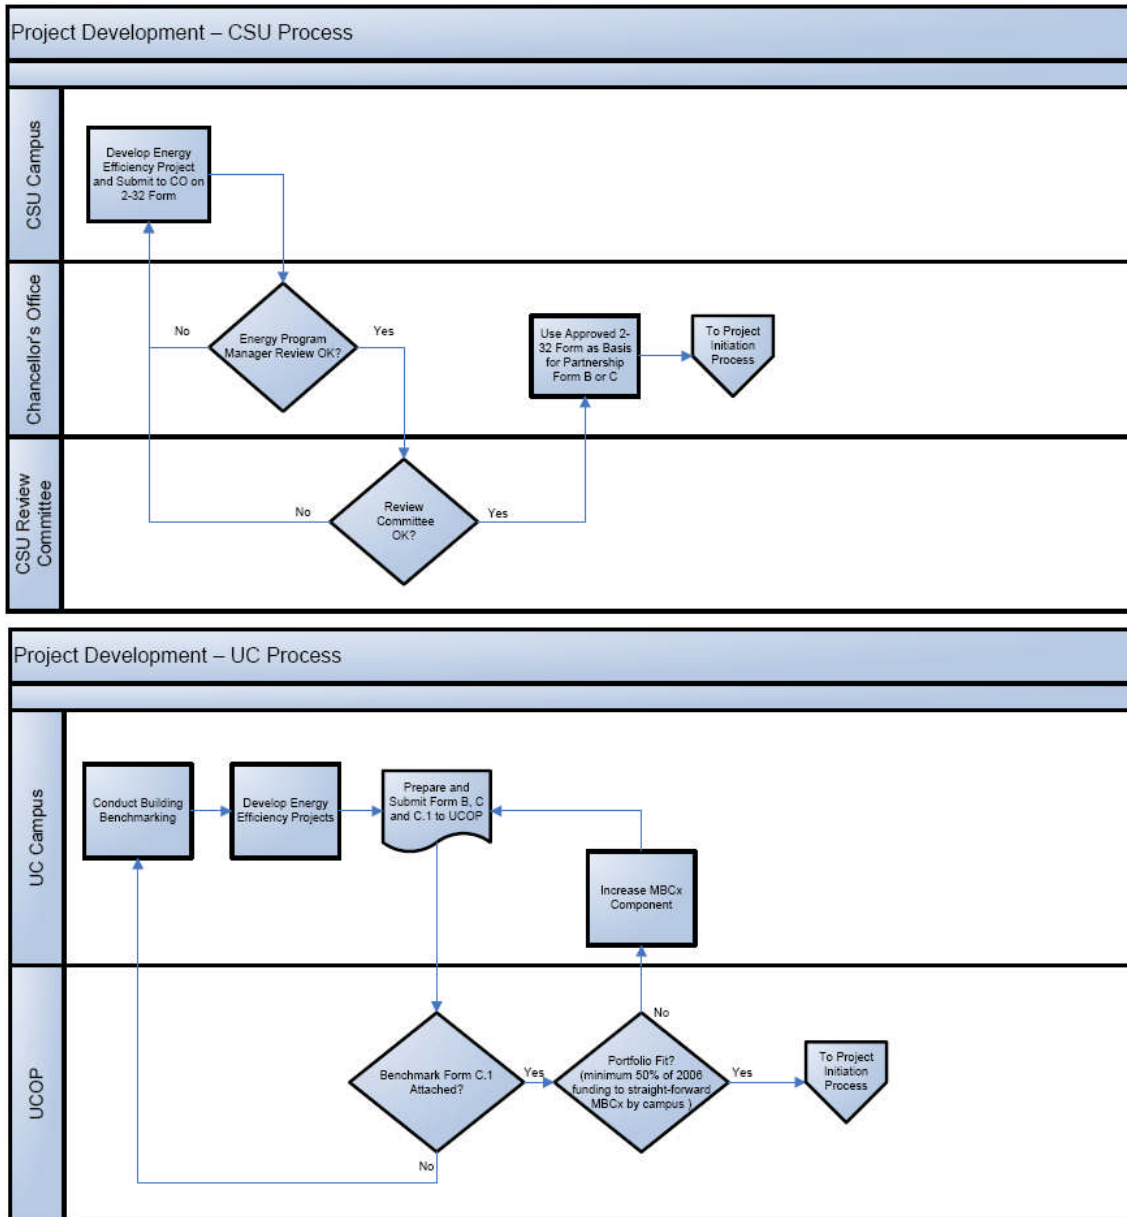 Project Development – CSU Process
CSU Campus
Develop Energy
Efficiency Project
and Submit to CO on
2-32 Form
Chancellor's Office
No
Energy Program
Manager Review OK?
Yes
Use Approved 2-
32 Form as Basis
for Partnership
Form B or C
To Project
Initiation
Process
CSU Review
Committee
No
Review
Committee
OK?
Yes
Project Development – UC Process
UC Campus
Conduct Building
Benchmarking
Develop Energy
Efficiency Projects
Prepare and
Submit Form B, C
and C.1 to UCOP
Increase MBCx
Component
UCOP
Benchmark Form C.1
Attached?
Yes
No
No
Portfolio Fit?
(minimum 50% of 2006
funding to straight-forward
MBCx by campus )
Yes
To Project
Initiation
Process